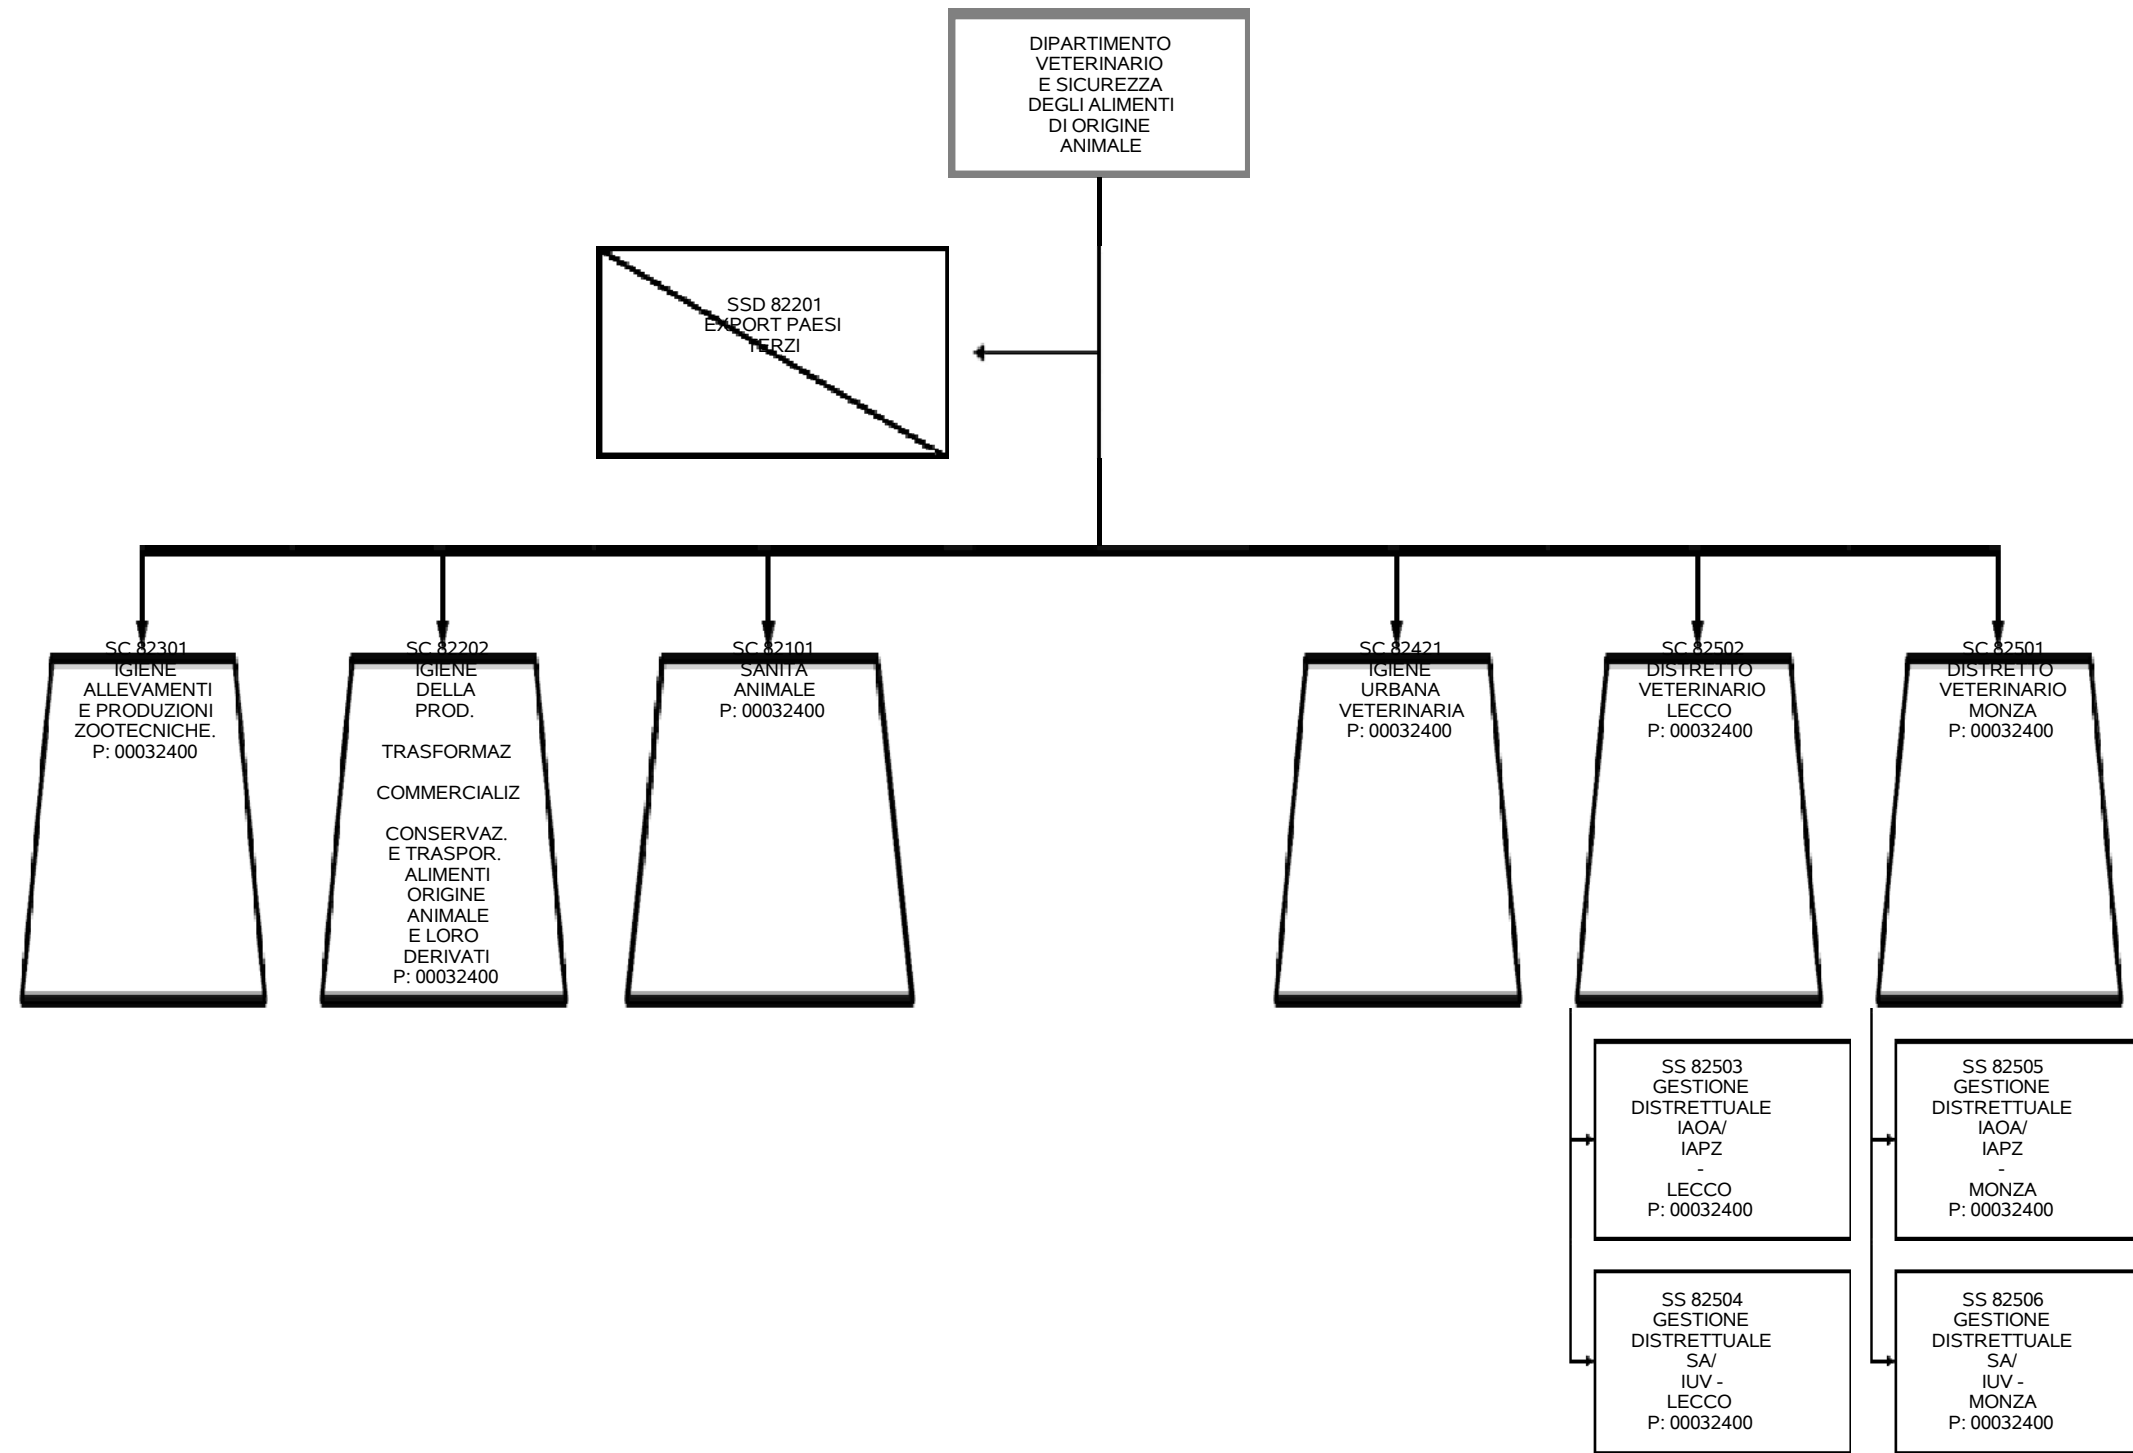 DIPARTIMENTO
VETERINARIO
E SICUREZZA
DEGLI ALIMENTI
DI ORIGINE
ANIMALE
SSD 82201
EXPORT PAESI
TERZI
SC 82301
IGIENE
ALLEVAMENTI
E PRODUZIONI
ZOOTECNICHE.
P: 00032400
SC 82202
IGIENE
DELLA
PROD.
TRASFORMAZ
COMMERCIALIZ
CONSERVAZ.
E TRASPOR.
ALIMENTI
ORIGINE
ANIMALE
E LORO
DERIVATI
P: 00032400
SC 82101
SANITA
ANIMALE
P: 00032400
SC 82421
IGIENE
URBANA
VETERINARIA
P: 00032400
SC 82502
DISTRETTO
VETERINARIO
LECCO
P: 00032400
SC 82501
DISTRETTO
VETERINARIO
MONZA
P: 00032400
SS 82503
GESTIONE
DISTRETTUALE
IAOA/
IAPZ
-
LECCO
P: 00032400
SS 82505
GESTIONE
DISTRETTUALE
IAOA/
IAPZ
-
MONZA
P: 00032400
SS 82504
GESTIONE
DISTRETTUALE
SA/
IUV -
LECCO
P: 00032400
SS 82506
GESTIONE
DISTRETTUALE
SA/
IUV -
MONZA
P: 00032400